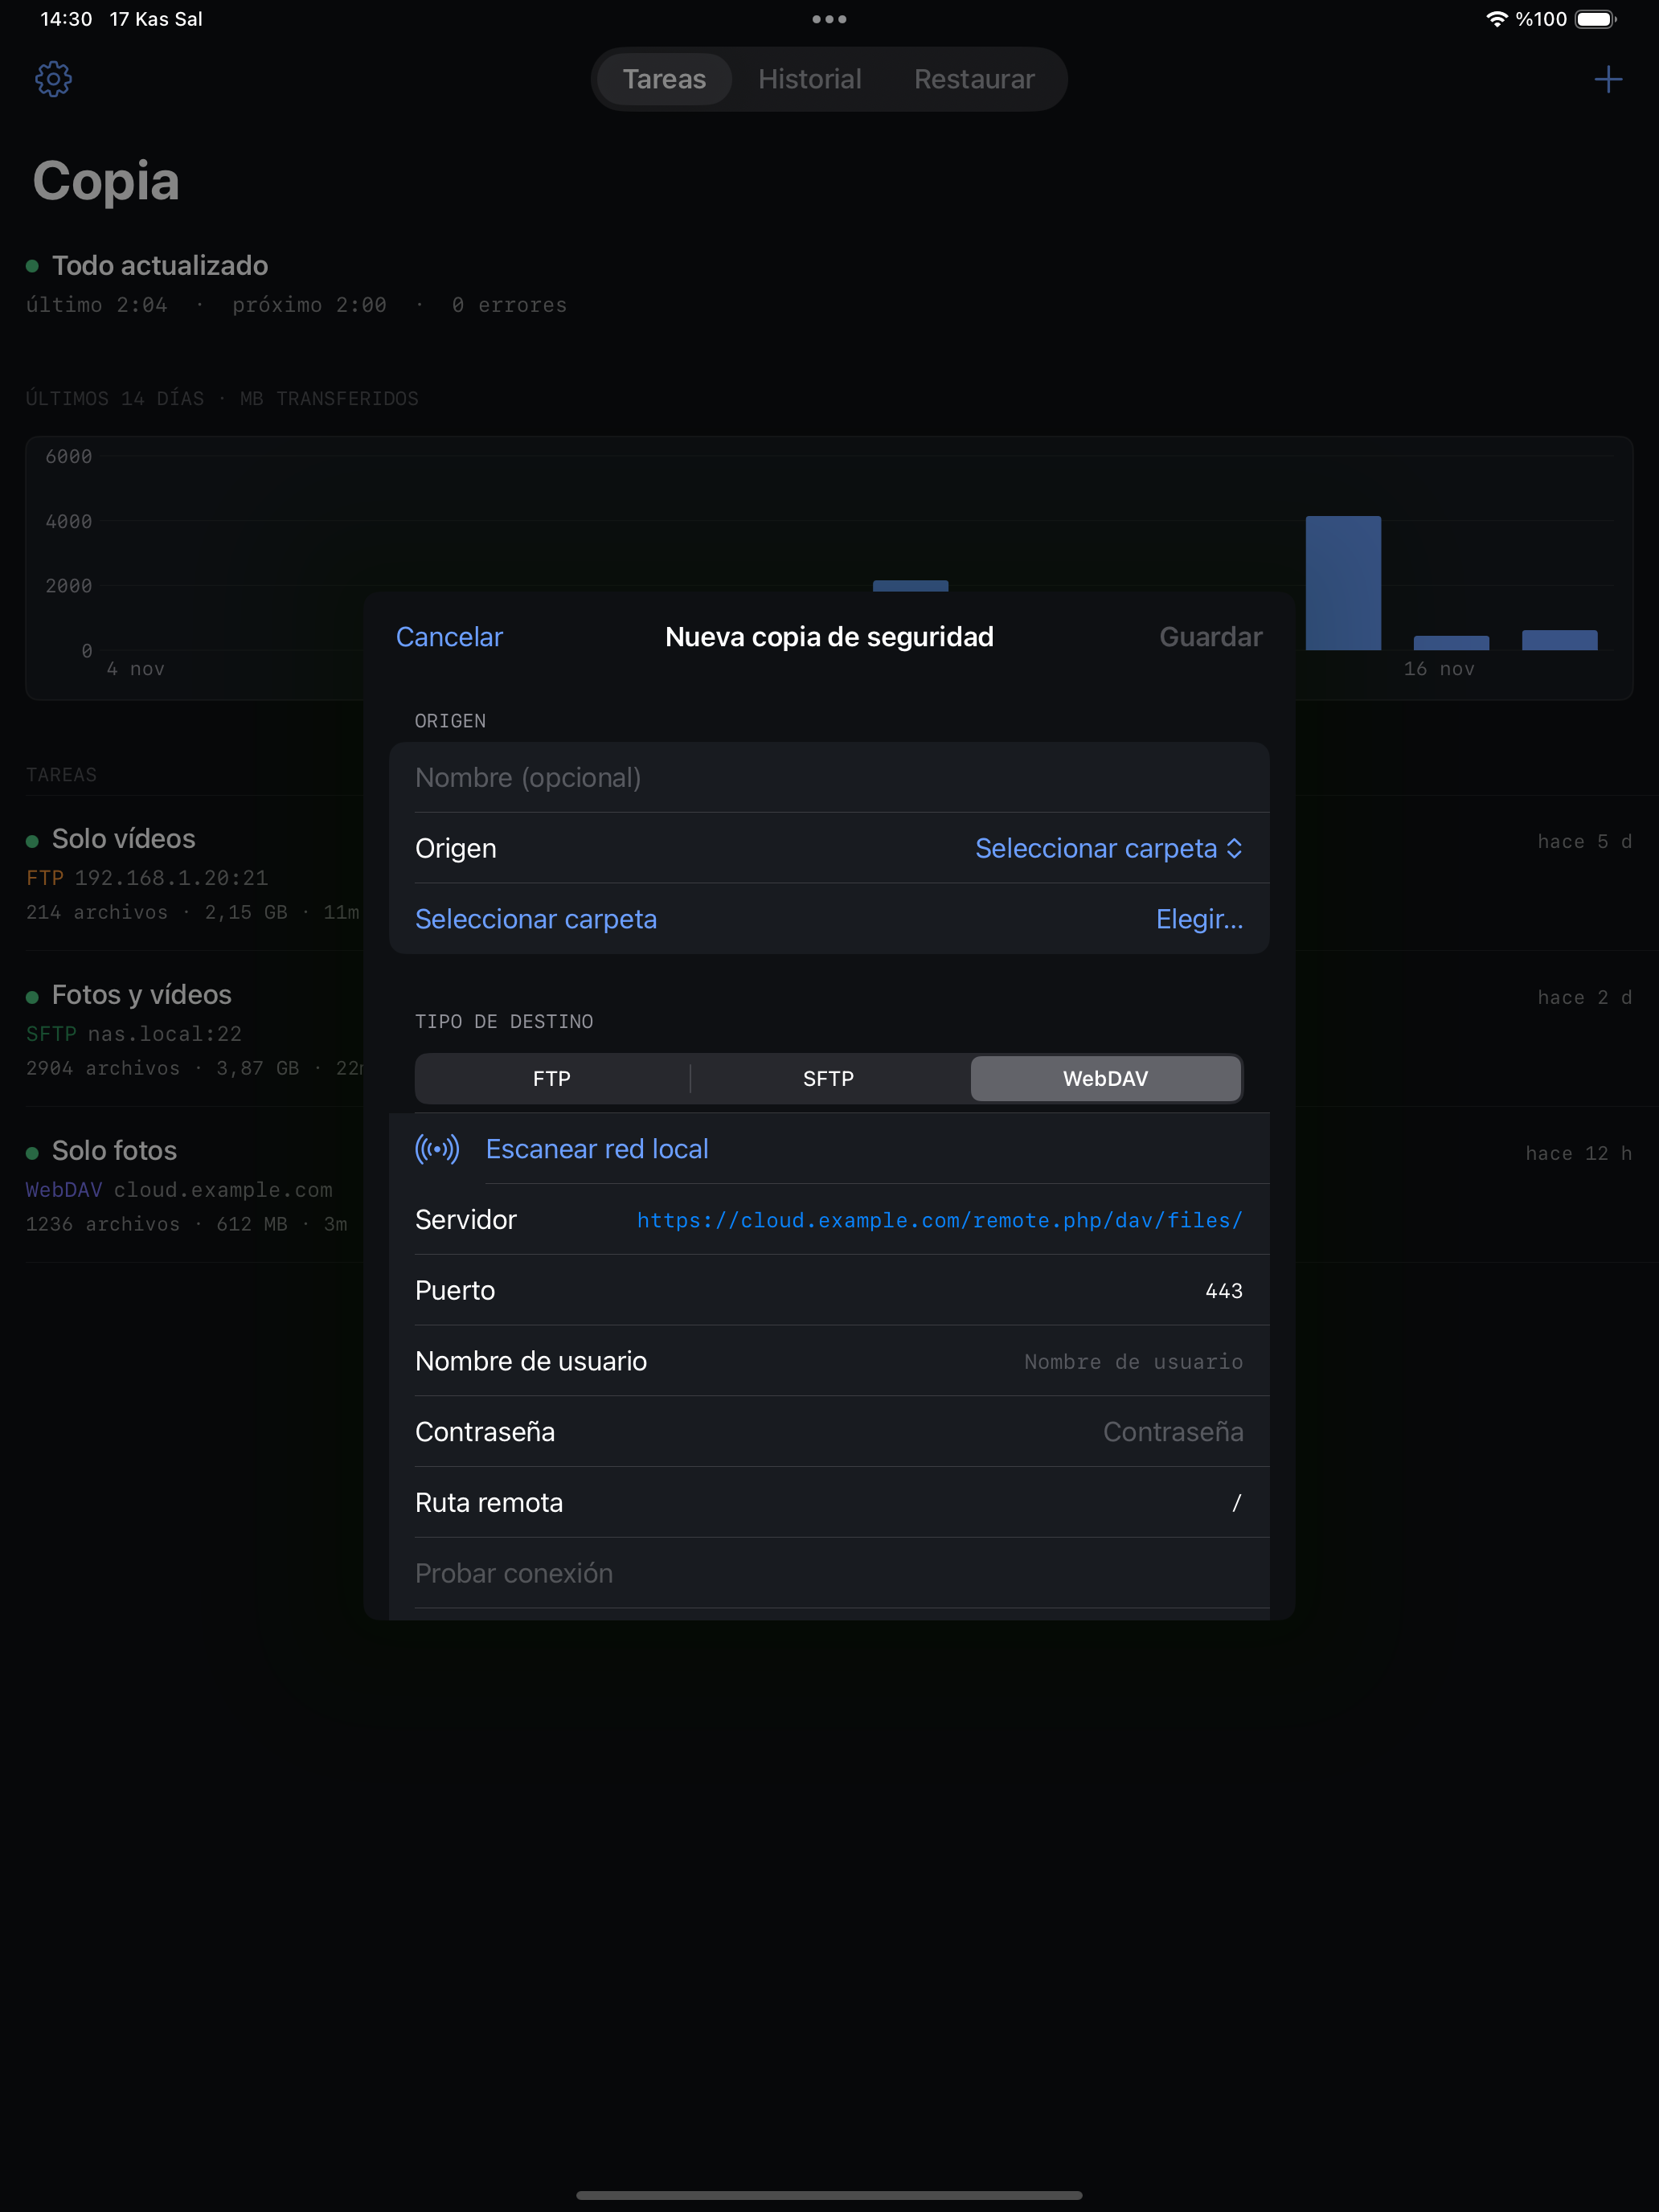 14:30 17 Kas Sal
%100
Tareas Historial Restaurar
Copia
Todo actualizado
último 2:04 · próximo 2:00 · 0 errores
ÚLTIMOS 14 DÍAS · MB TRANSFERIDOS
6000
4000
2000
0
4 nov
16 nov
TAREAS
Solo vídeos
hace 5 d
FTP 192.168.1.20:21
214 archivos · 2,15 GB · 11m
Fotos y vídeos
hace 2 d
SFTP nas.local:22
2904 archivos · 3,87 GB · 22m
Solo fotos
hace 12 h
WebDAV cloud.example.com
1236 archivos · 612 MB · 3m
Cancelar Nueva copia de seguridad Guardar
ORIGEN
Nombre (opcional)
Origen Seleccionar carpeta
Seleccionar carpeta Elegir...
TIPO DE DESTINO
FTP SFTP WebDAV
Escanear red local
Servidor https://cloud.example.com/remote.php/dav/files/
Puerto 443
Nombre de usuario Nombre de usuario
Contraseña Contraseña
Ruta remota /
Probar conexión